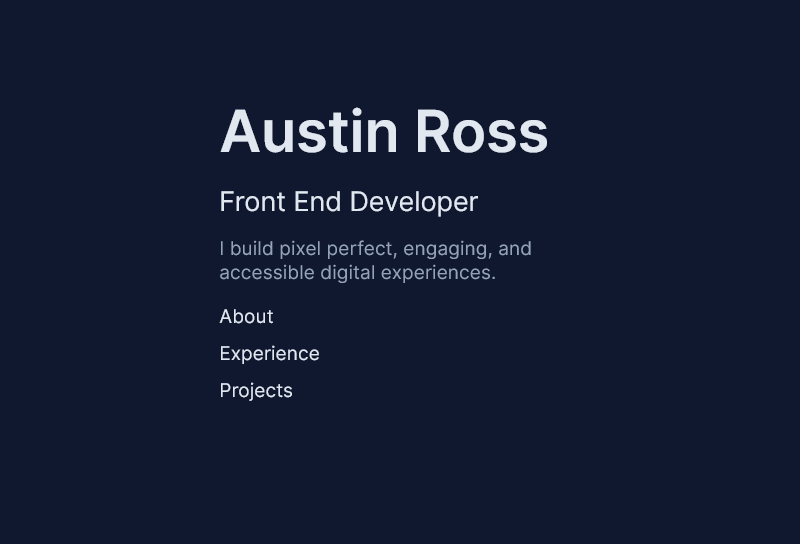 Austin Ross
Front End Developer
I build pixel perfect, engaging, and
accessible digital experiences.
About
Experience
Projects